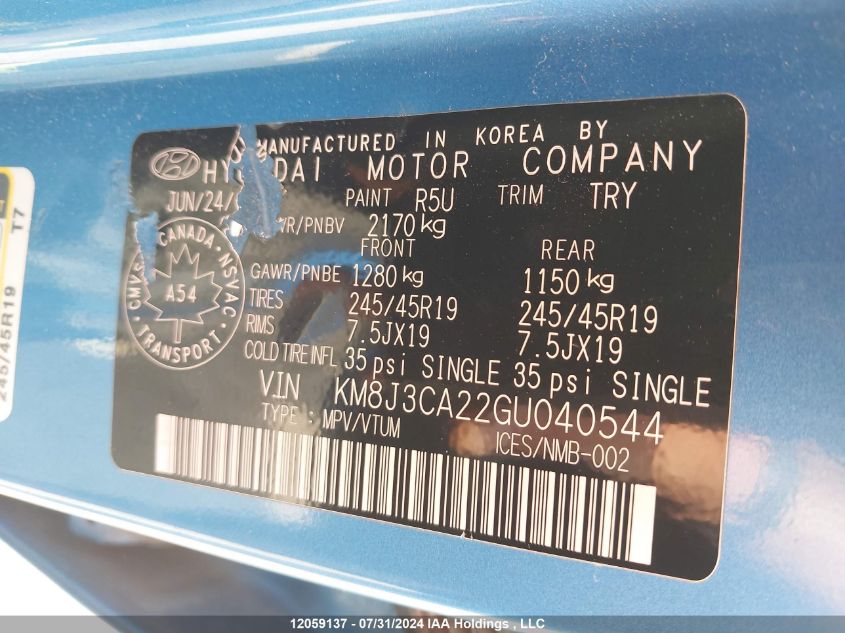 MANUFACTURED IN KOREA BY
HY DAI MOTOR COMPANY
JUN/24/ PAINT R5U TRIM TRY
WR/PNBV 2170 kg
FRONT REAR
GAWR/PNBE 1280 kg 1150 kg
TIRES 245/45R19 245/45R19
RIMS 7.5JX19 7.5JX19
COLD TIRE INFL 35 psi SINGLE 35 psi SINGLE
VIN KM8J3CA22GU040544
TYPE : MPV/VTUM ICES/NMB-002
CANADA
CMVS NSVAC
A54
TRANSPORT
T7
245/45R19
12059137 - 07/31/2024 IAA Holdings , LLC